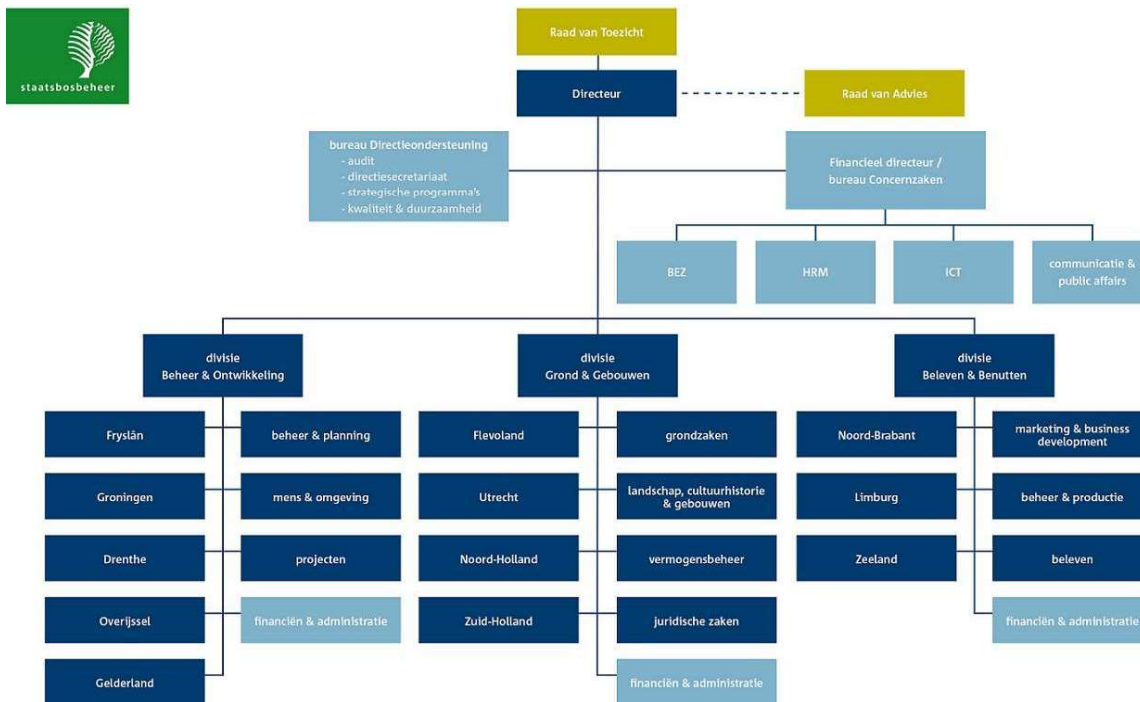 staatsbosbeheer
Raad van Toezicht
Directeur
Raad van Advies
bureau Directieondersteuning
- audit
- directiesecretariaat
- strategische programma's
- kwaliteit & duurzaamheid
Financieel directeur /
bureau Concernzaken
BEZ
HRM
ICT
communicatie &
public affairs
divisie
Beheer & Ontwikkeling
divisie
Grond & Gebouwen
divisie
Beleven & Benutten
Fryslân
beheer & planning
Groningen
mens & omgeving
Drenthe
projecten
Overijssel
financiën & administratie
Gelderland
Flevoland
grondzaken
Utrecht
landschap, cultuurhistorie
& gebouwen
Noord-Holland
vermogensbeheer
Zuid-Holland
juridische zaken
financiën & administratie
Noord-Brabant
marketing & business
development
Limburg
beheer & productie
Zeeland
beleven
financiën & administratie